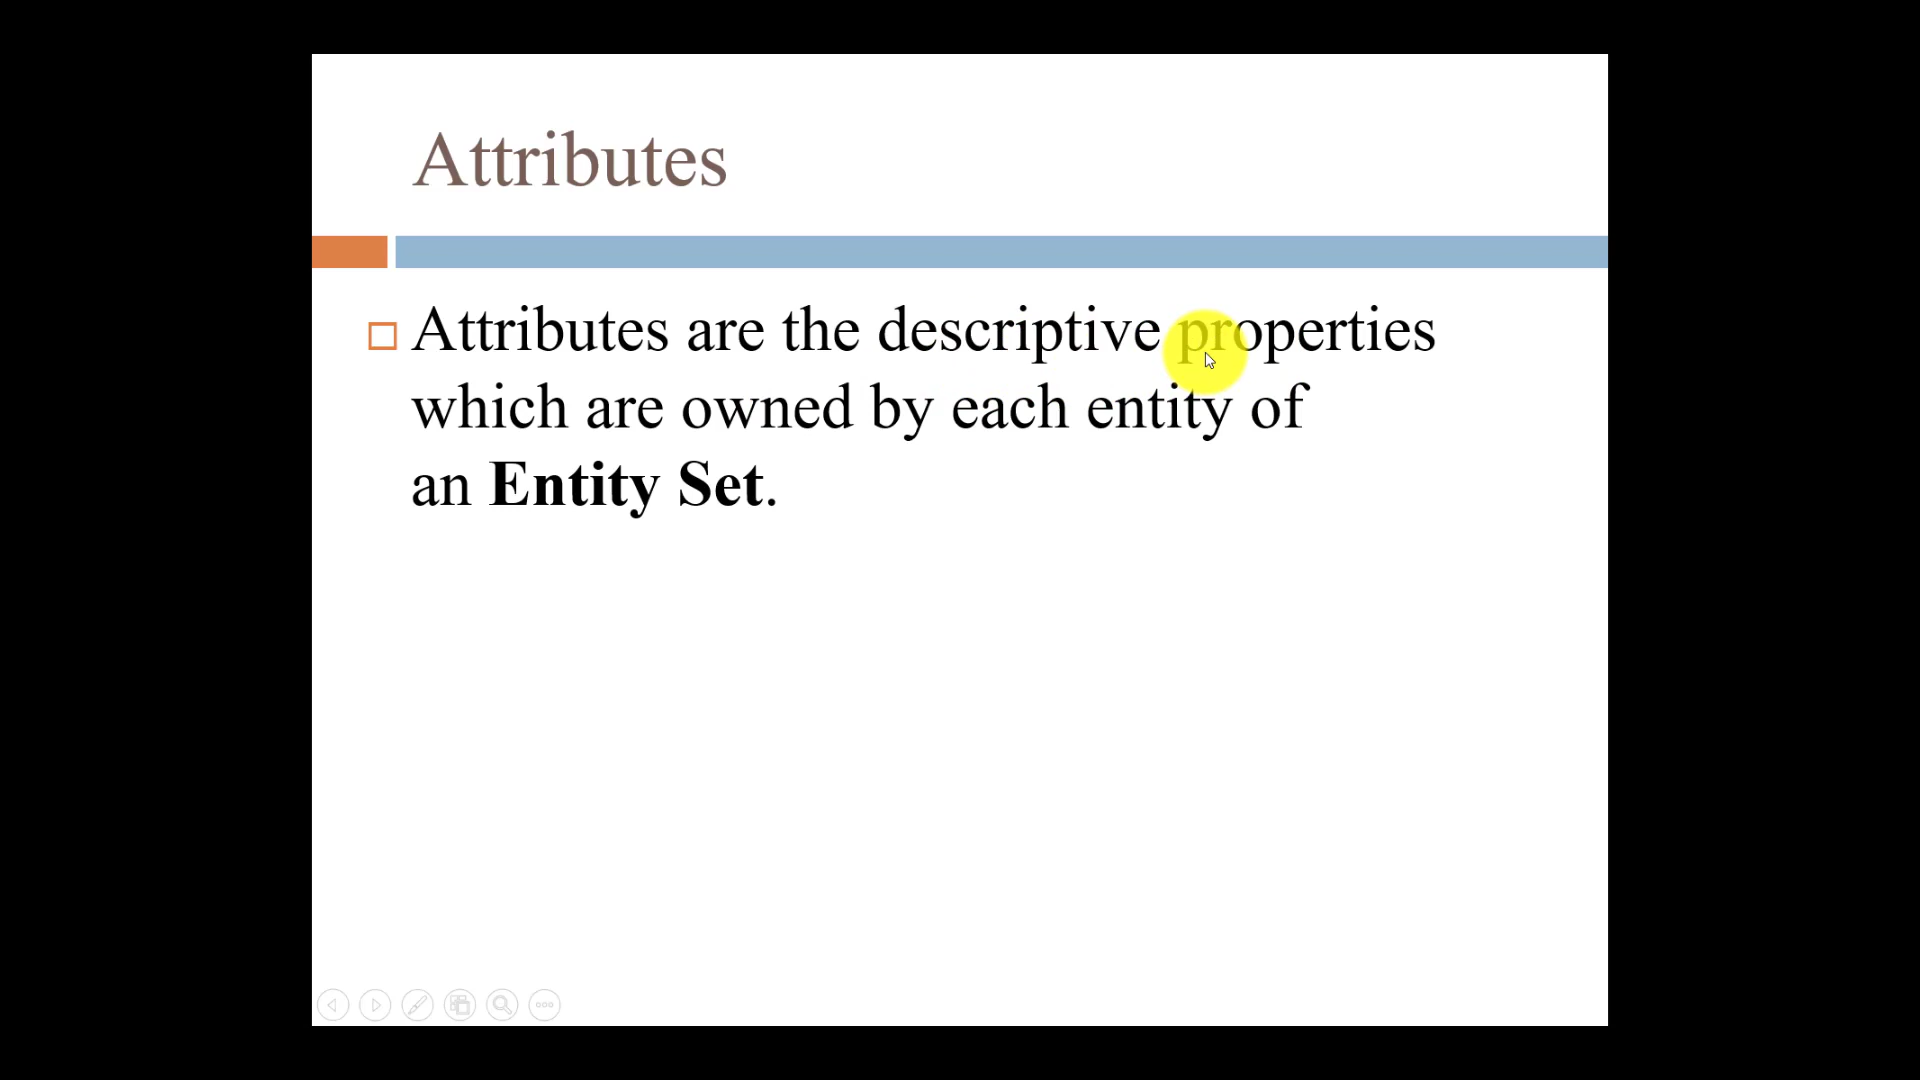 Attributes
Attributes are the descriptive properties
which are owned by each entity of
an Entity Set.